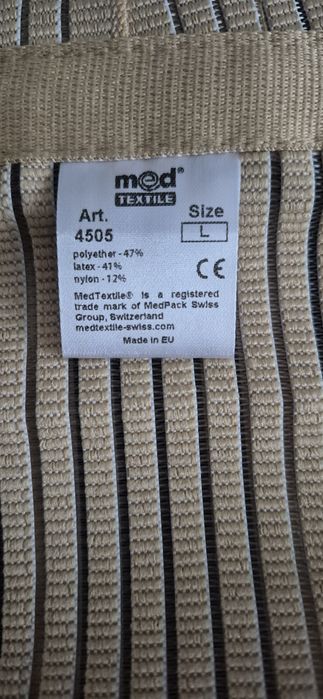 med®
TEXTILE
Art.
4505
Size
L
polyether - 47%
latex - 41%
nylon - 12%
CE
MedTextile® is a registered
trade mark of MedPack Swiss
Group, Switzerland
medtextile-swiss.com
Made in EU